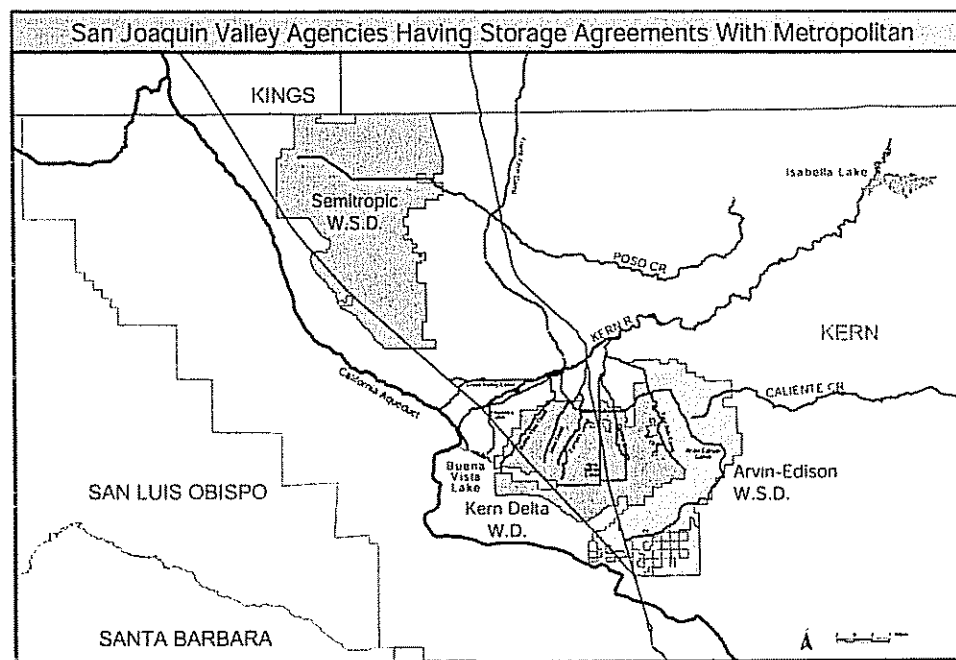 San Joaquin Valley Agencies Having Storage Agreements With Metropolitan
KINGS
Isabella Lake
Semitropic
W.S.D.
POSO CR
KERN R
KERN
California Aqueduct
CALIENTE CR
Buena
Vista
Lake
Arvin-Edison
W.S.D.
SAN LUIS OBISPO
Kern Delta
W.D.
SANTA BARBARA